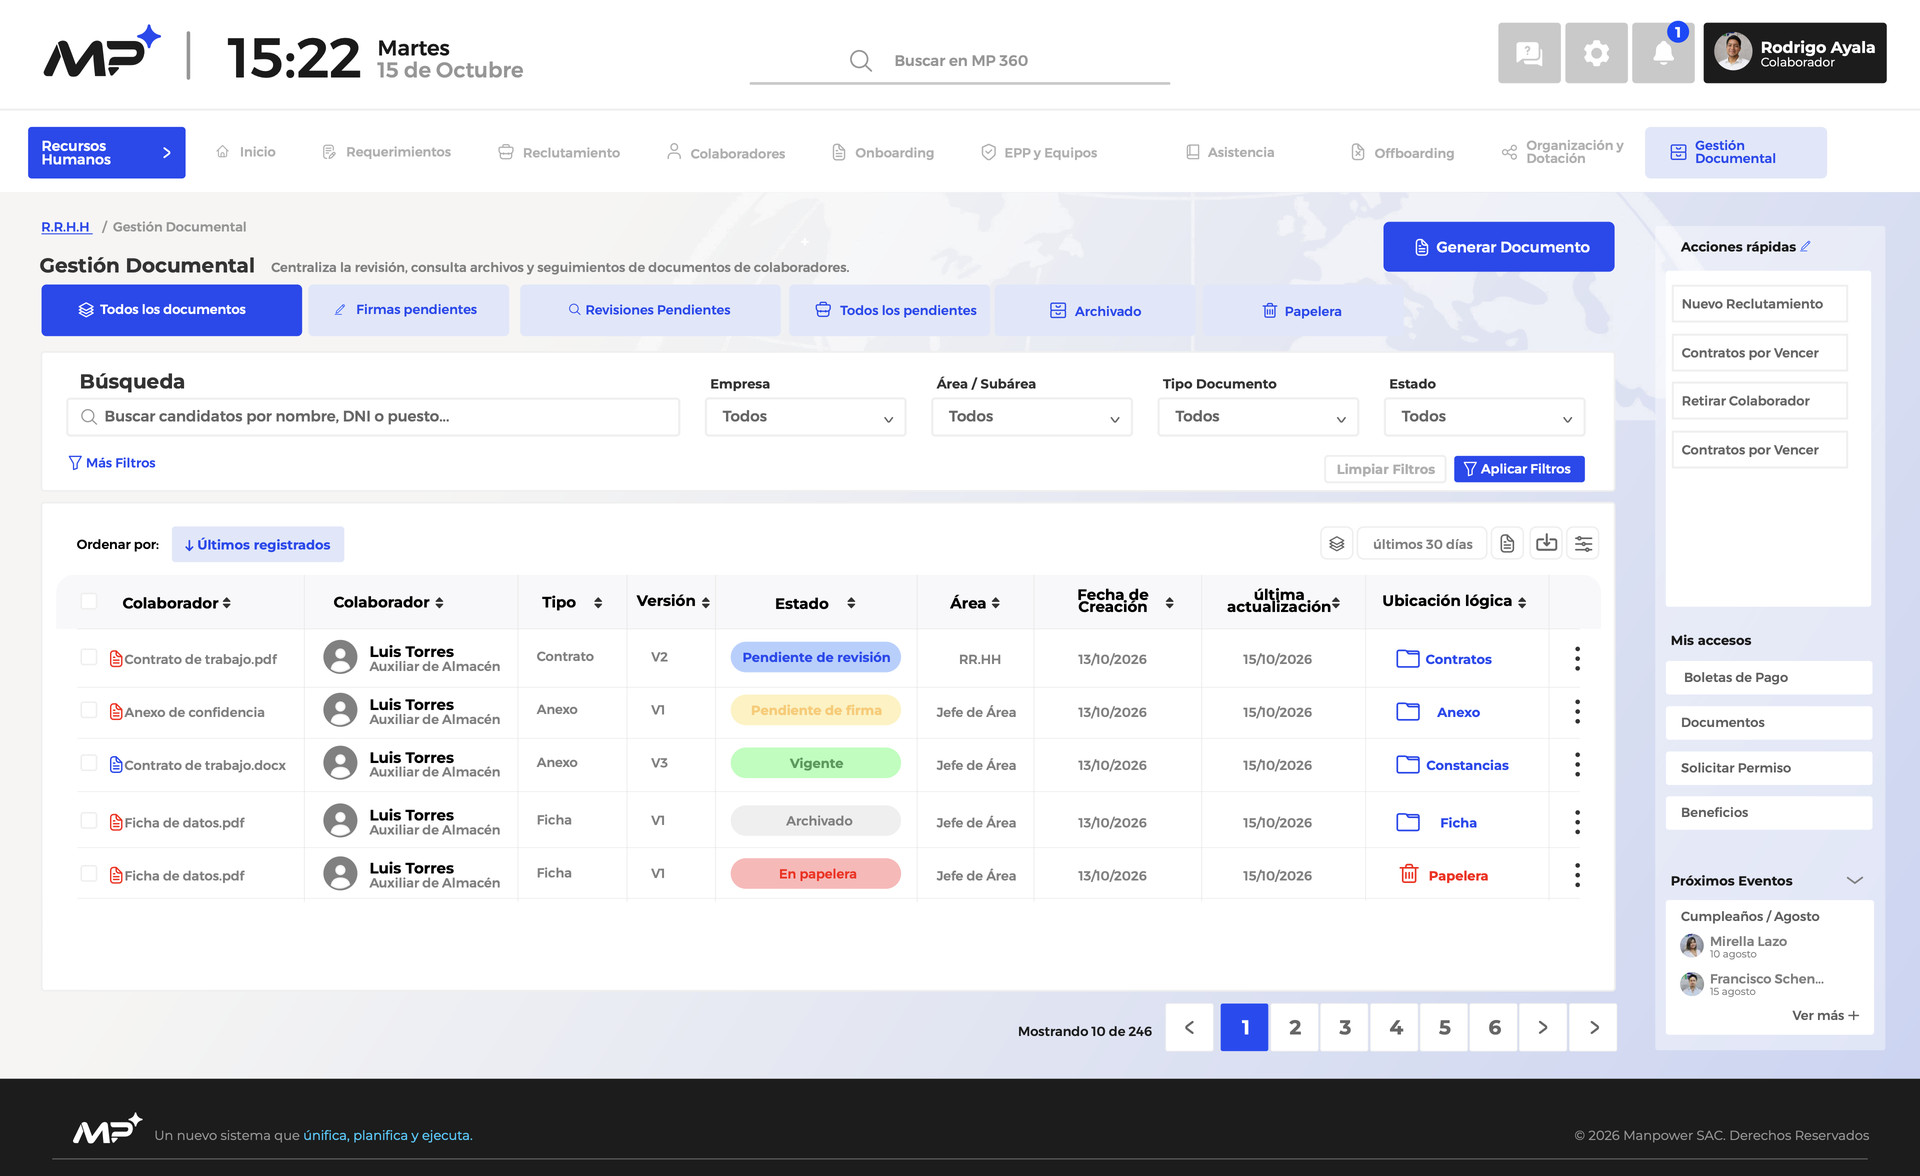 MP
15:22
Martes
15 de Octubre
Buscar en MP 360
1
Rodrigo Ayala
Colaborador
Recursos
Humanos
Inicio
Requerimientos
Reclutamiento
Colaboradores
Onboarding
EPP y Equipos
Asistencia
Offboarding
Organización y
Dotación
Gestión
Documental
R.R.H.H / Gestión Documental
Gestión Documental
Centraliza la revisión, consulta archivos y seguimientos de documentos de colaboradores.
Generar Documento
Todos los documentos
Firmas pendientes
Revisiones Pendientes
Todos los pendientes
Archivado
Papelera
Búsqueda
Buscar candidatos por nombre, DNI o puesto...
Empresa
Todos
Área / Subárea
Todos
Tipo Documento
Todos
Estado
Todos
Más Filtros
Limpiar Filtros
Aplicar Filtros
Ordenar por:
Últimos registrados
últimos 30 días
Colaborador
Colaborador
Tipo
Versión
Estado
Área
Fecha de
Creación
última
actualización
Ubicación lógica
Contrato de trabajo.pdf
Luis Torres
Auxiliar de Almacén
Contrato
V2
Pendiente de revisión
RR.HH
13/10/2026
15/10/2026
Contratos
Anexo de confidencia
Luis Torres
Auxiliar de Almacén
Anexo
V1
Pendiente de firma
Jefe de Área
13/10/2026
15/10/2026
Anexo
Contrato de trabajo.docx
Luis Torres
Auxiliar de Almacén
Anexo
V3
Vigente
Jefe de Área
13/10/2026
15/10/2026
Constancias
Ficha de datos.pdf
Luis Torres
Auxiliar de Almacén
Ficha
V1
Archivado
Jefe de Área
13/10/2026
15/10/2026
Ficha
Ficha de datos.pdf
Luis Torres
Auxiliar de Almacén
Ficha
V1
En papelera
Jefe de Área
13/10/2026
15/10/2026
Papelera
Mostrando 10 de 246
< 1 2 3 4 5 6 > >
Acciones rápidas
Nuevo Reclutamiento
Contratos por Vencer
Retirar Colaborador
Contratos por Vencer
Mis accesos
Boletas de Pago
Documentos
Solicitar Permiso
Beneficios
Próximos Eventos
Cumpleaños / Agosto
Mirella Lazo
10 agosto
Francisco Schen...
15 agosto
Ver más +
MP
Un nuevo sistema que únifica, planifica y ejecuta.
© 2026 Manpower SAC. Derechos Reservados